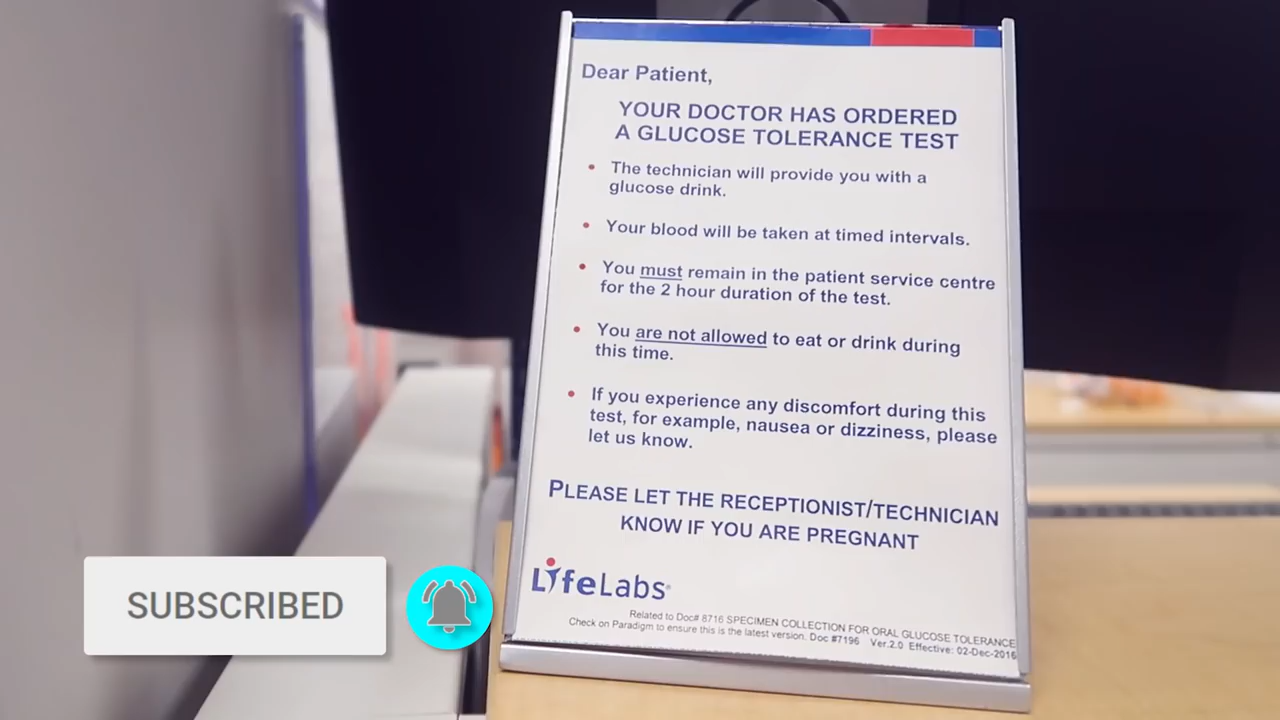 Dear Patient,
YOUR DOCTOR HAS ORDERED
A GLUCOSE TOLERANCE TEST
• The technician will provide you with a
glucose drink.
• Your blood will be taken at timed intervals.
• You must remain in the patient service centre
for the 2 hour duration of the test.
• You are not allowed to eat or drink during
this time.
• If you experience any discomfort during this
test, for example, nausea or dizziness, please
let us know.
PLEASE LET THE RECEPTIONIST/TECHNICIAN
KNOW IF YOU ARE PREGNANT
LifeLabs®
Related to Doc# 8716 SPECIMEN COLLECTION FOR ORAL GLUCOSE TOLERANCE
Check on Paradigm to ensure this is the latest version. Doc #7196 Ver.2.0 Effective: 02-Dec-2016
SUBSCRIBED